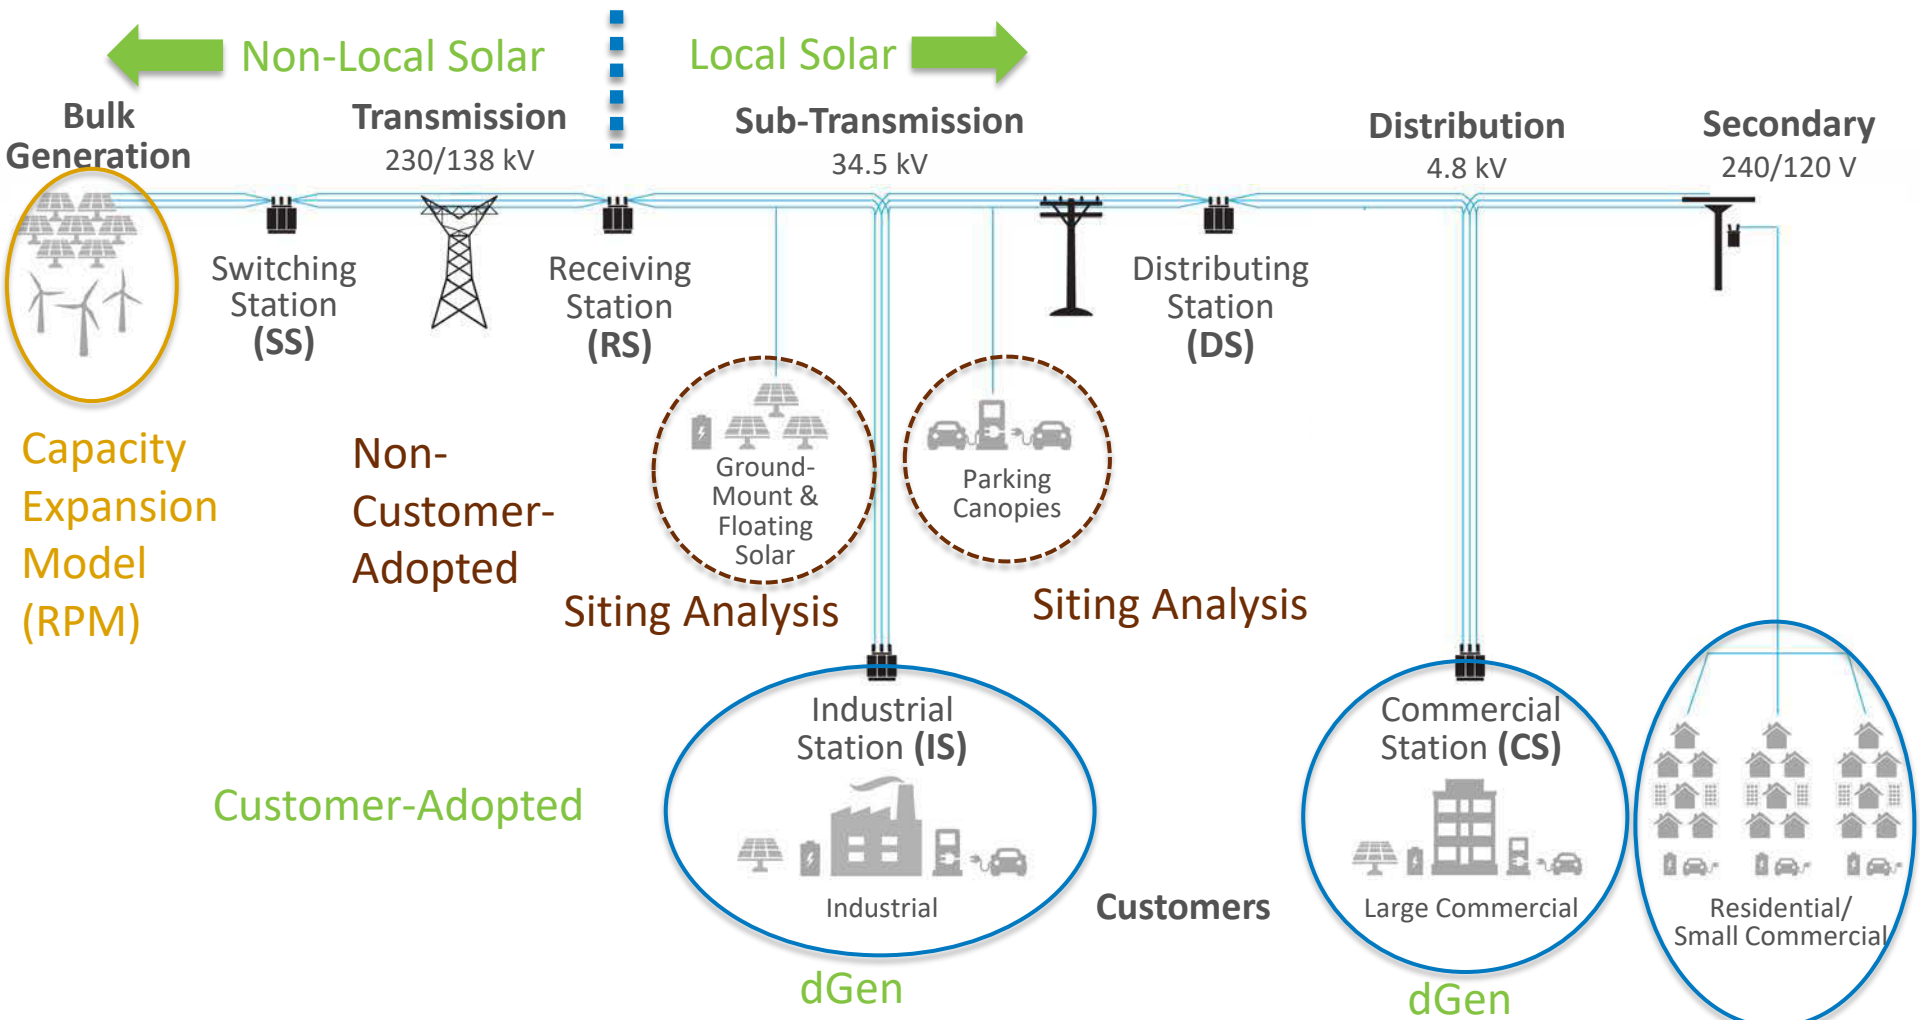 Non-Local Solar
Local Solar
Bulk
Generation
Transmission
230/138 kV
Sub-Transmission
34.5 kV
Distribution
4.8 kV
Secondary
240/120 V
Switching
Station
(SS)
Receiving
Station
(RS)
Distributing
Station
(DS)
Capacity
Expansion
Model
(RPM)
Non-
Customer-
Adopted
Ground-
Mount &
Floating
Solar
Parking
Canopies
Siting Analysis
Siting Analysis
Customer-Adopted
Industrial
Station (IS)
Industrial
Customers
Commercial
Station (CS)
Large Commercial
Residential/
Small Commercial
dGen
dGen